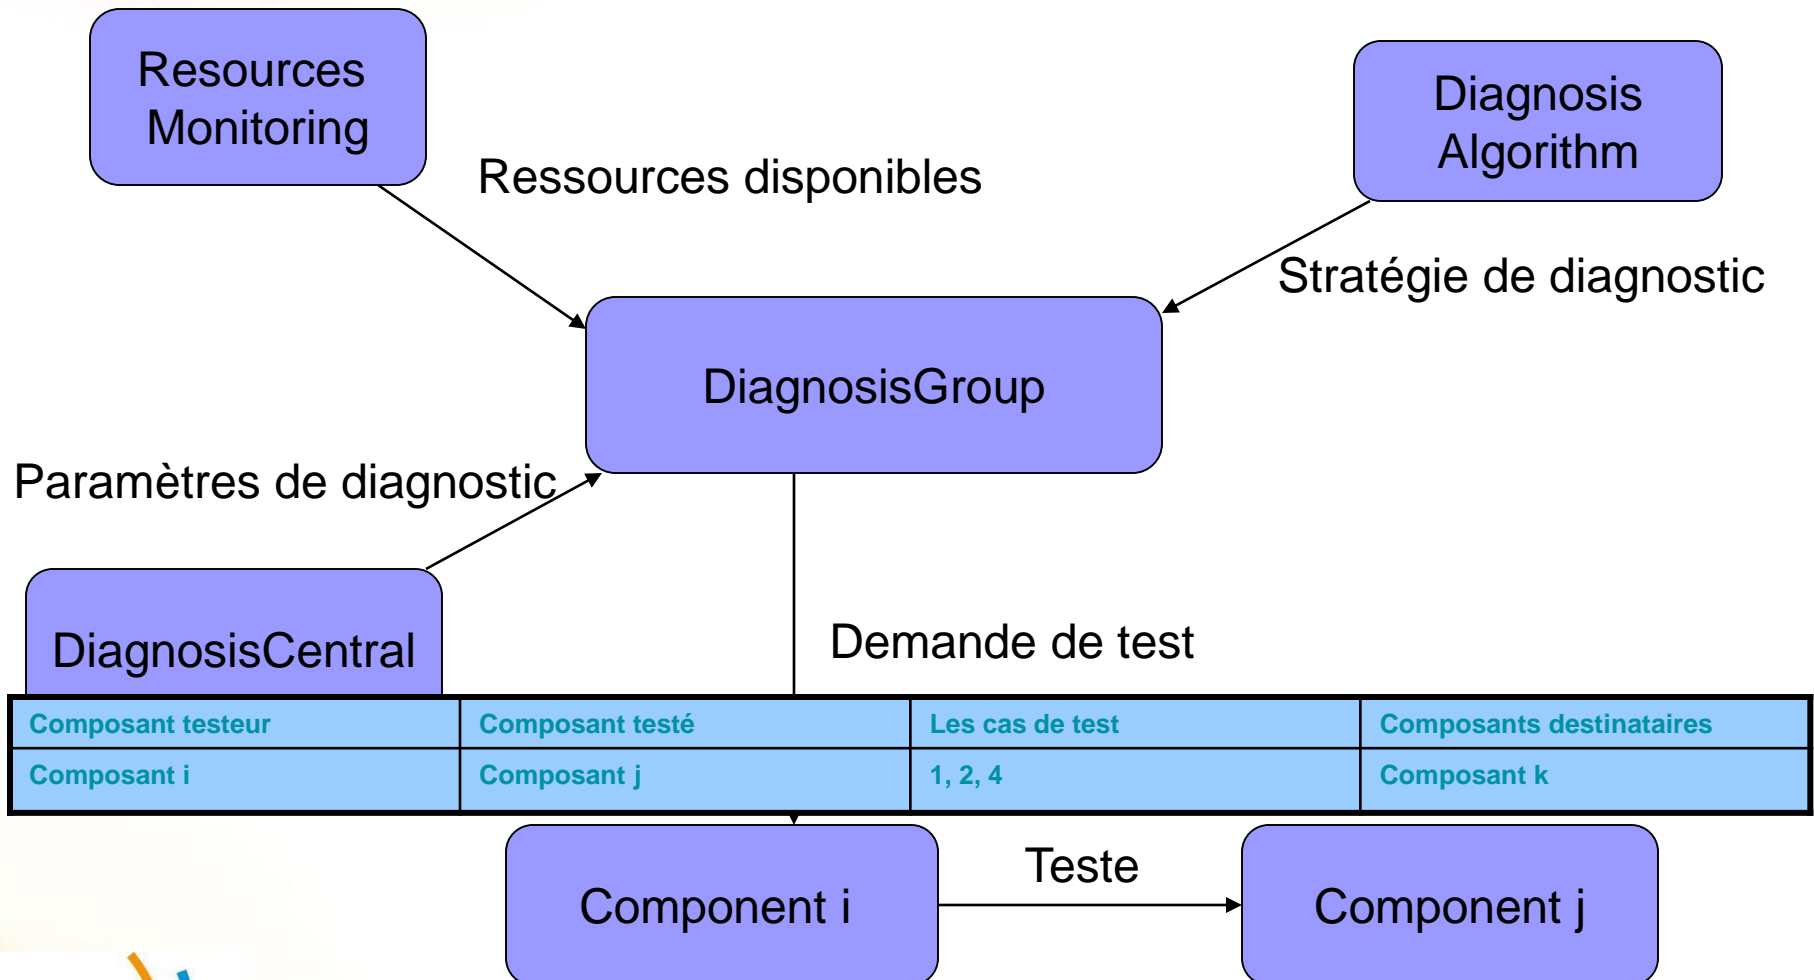 Resources
Monitoring
Diagnosis
Algorithm
Ressources disponibles
Stratégie de diagnostic
DiagnosisGroup
Paramètres de diagnostic
DiagnosisCentral
Demande de test
Composant testeur
Composant testé
Les cas de test
Composants destinataires
Composant i
Composant j
1, 2, 4
Composant k
Component i
Teste
Component j